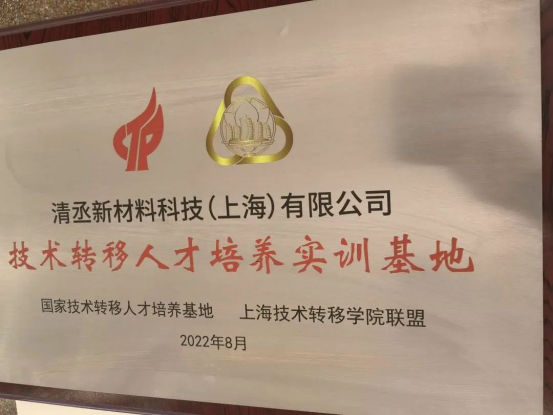 CTP
清丞新材料科技(上海)有限公司
技术转移人才培养实训基地
国家技术转移人才培养基地 上海技术转移学院联盟
2022年8月